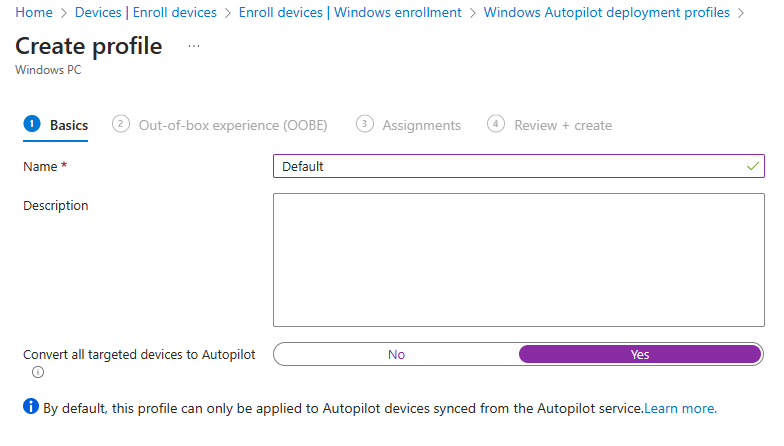 Home > Devices | Enroll devices > Enroll devices | Windows enrollment > Windows Autopilot deployment profiles >
Create profile ...
Windows PC
1 Basics 2 Out-of-box experience (OOBE) 3 Assignments 4 Review + create
Name * Default
Description
Convert all targeted devices to Autopilot No Yes
By default, this profile can only be applied to Autopilot devices synced from the Autopilot service.Learn more.